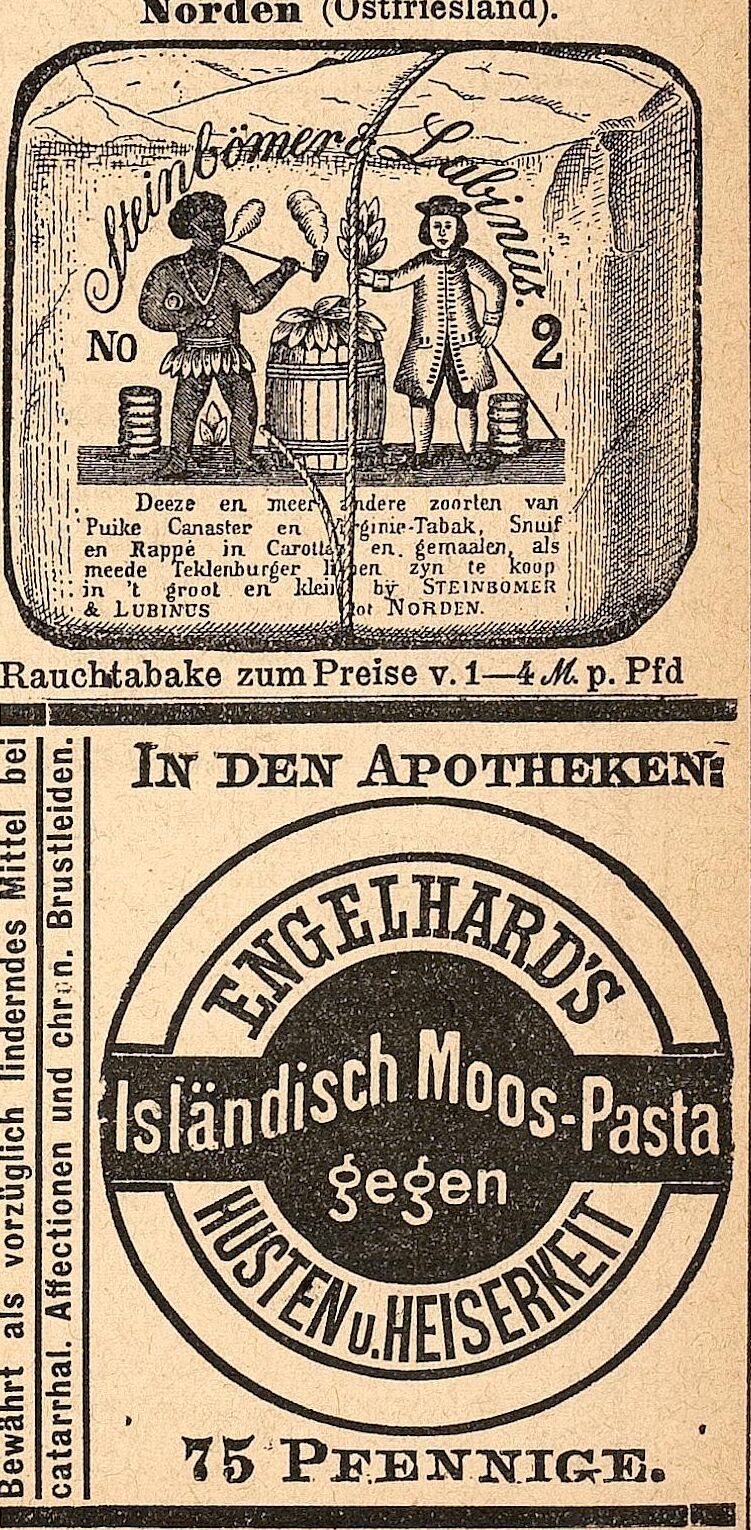 Norden (Ostfriesland).
Steinbömer & Lubinus.
No 2
Deeze en meer andere zoorten van
Puike Canaster en Virginie-Tabak, Snuif
en Rappé in Carotten en. gemaalen, als
meede Teklenburger linnen zyn te koop
in 't groot en klein by STEINBOMER
& LUBINUS tot NORDEN.
Rauchtabake zum Preise v. 1—4 M. p. Pfd
Bewährt als vorzüglich linderndes Mittel bei
catarrhal. Affectionen und chron. Brustleiden.
IN DEN APOTHEKEN:
ENGELHARD'S
Isländisch Moos-Pasta
gegen
HUSTEN u. HEISERKEIT
75 PFENNIGE.